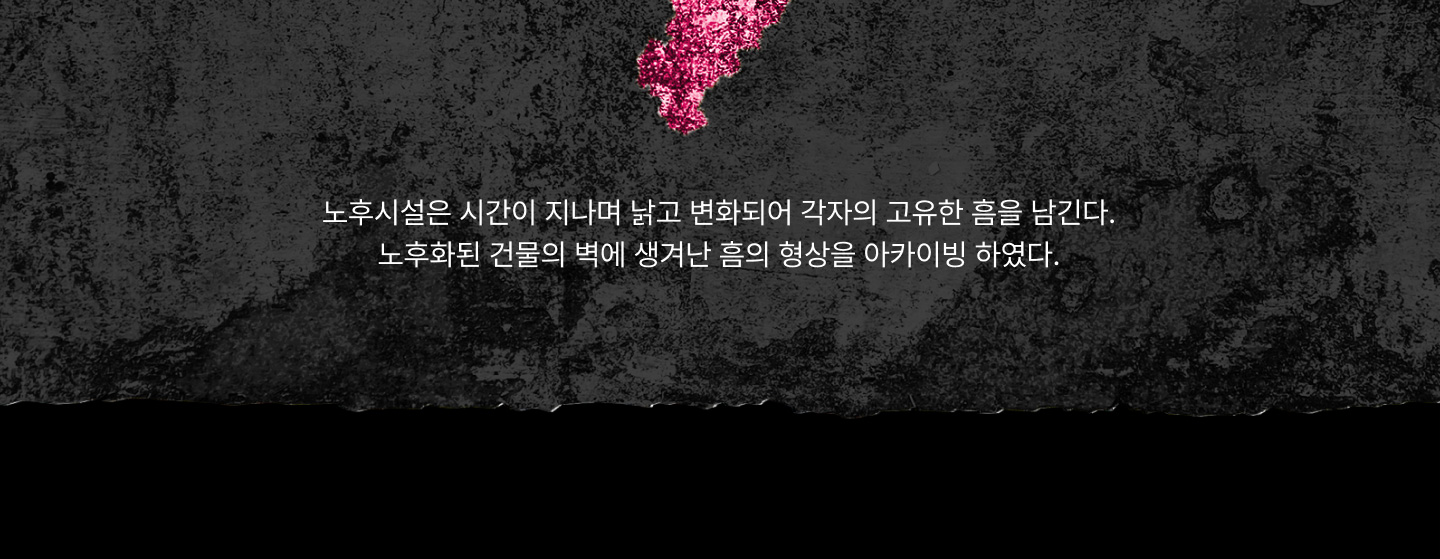 노후시설은 시간이 지나며 낡고 변화되어 각자의 고유한 흠을 남긴다.
노후화된 건물의 벽에 생겨난 흠의 형상을 아카이빙 하였다.